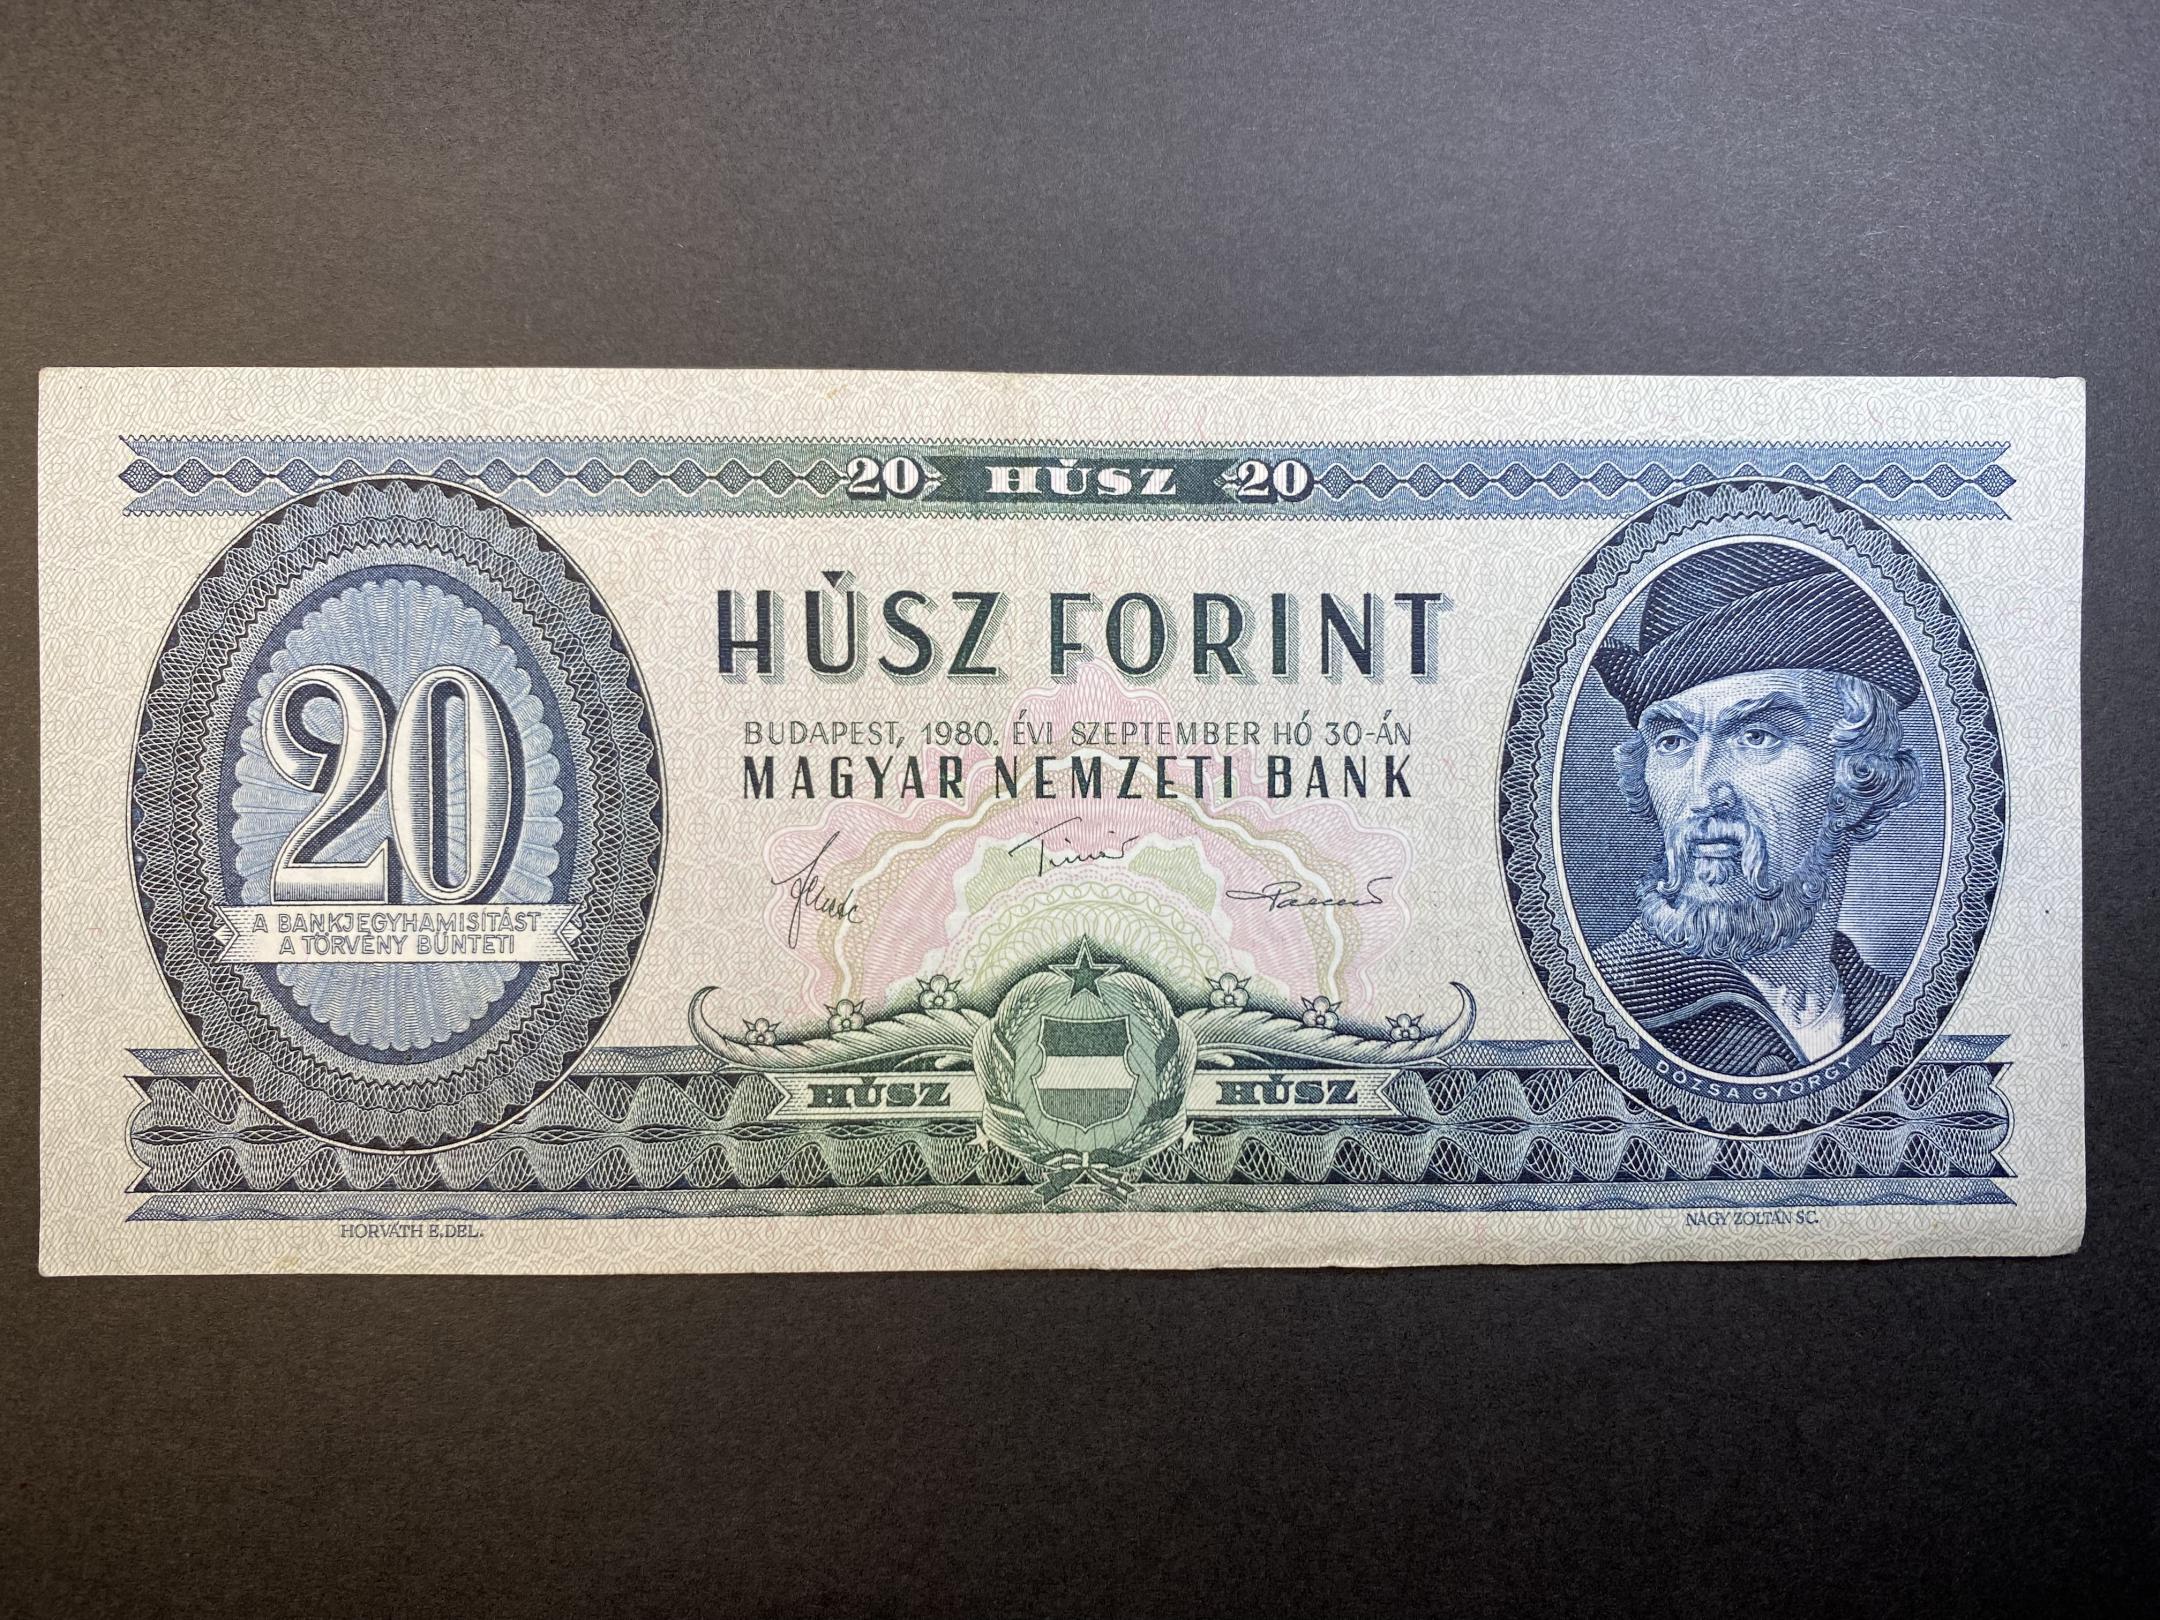 20 HÚSZ 20
HÚSZ FORINT
BUDAPEST, 1980. ÉVI SZEPTEMBER HÓ 30-ÁN
MAGYAR NEMZETI BANK
20
A BANKJEGYHAMISÍTÁST
A TÖRVÉNY BÜNTETI
HÚSZ HÚSZ
DÓZSA GYÖRGY
HORVÁTH E. DEL.
NAGY ZOLTÁN SC.